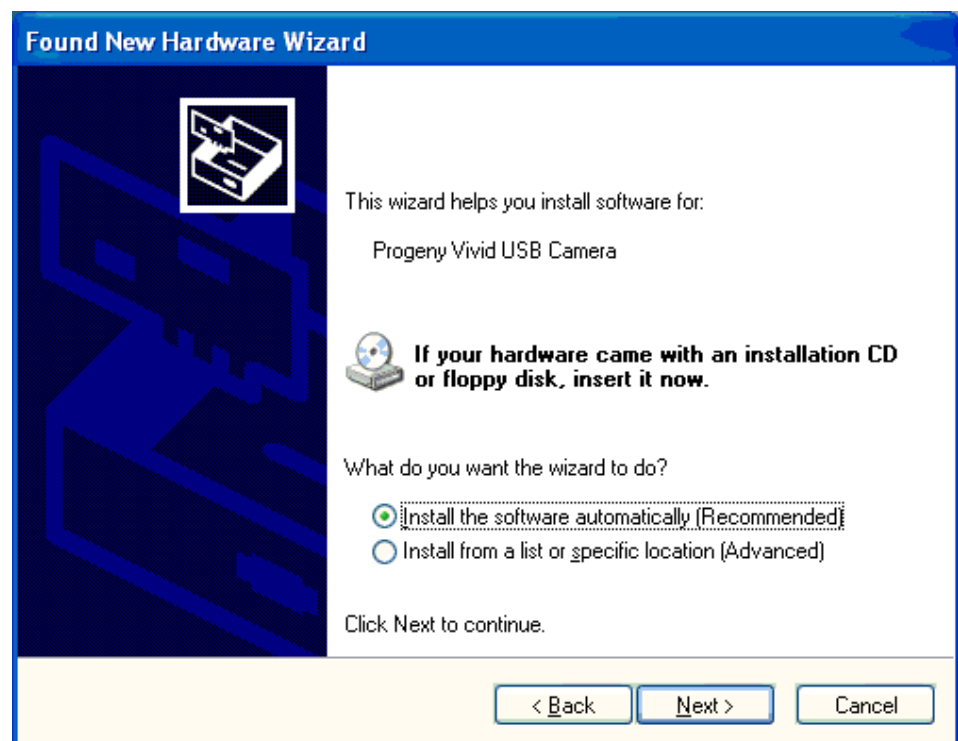 Found New Hardware Wizard
This wizard helps you install software for:
Progeny Vivid USB Camera
If your hardware came with an installation CD
or floppy disk, insert it now.
What do you want the wizard to do?
Install the software automatically (Recommended)
Install from a list or specific location (Advanced)
Click Next to continue.
< Back Next > Cancel